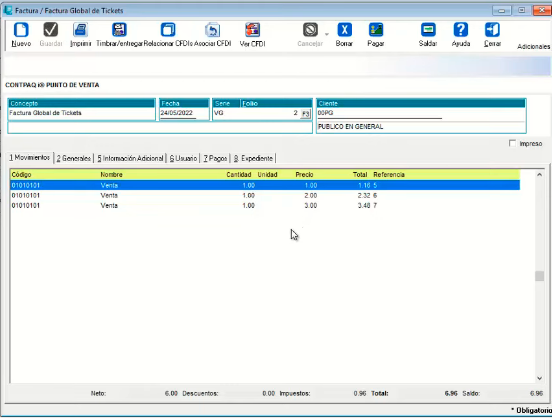 Factura / Factura Global de Tickets
Nuevo Guardar Imprimir Timbrar/entregar Relacionar CFDIs Asociar CFDI Ver CFDI Cancelar Borrar Pagar Saldar Ayuda Cerrar Adicionales
CONTPAQ i® PUNTO DE VENTA
Concepto Fecha Serie Folio Cliente
Factura Global de Tickets 24/05/2022 VG 2 F3 00PG
PUBLICO EN GENERAL
Impreso
1 Movimientos 2 Generales 5 Información Adicional 6 Usuario 7 Pagos 8. Expediente
Código Nombre Cantidad Unidad Precio Total Referencia
01010101 Venta 1.00 1.00 1.16 5
01010101 Venta 1.00 2.00 2.32 6
01010101 Venta 1.00 3.00 3.48 7
Neto: 6.00 Descuentos: 0.00 Impuestos: 0.96 Total: 6.96 Saldo: 6.96
* Obligatorio